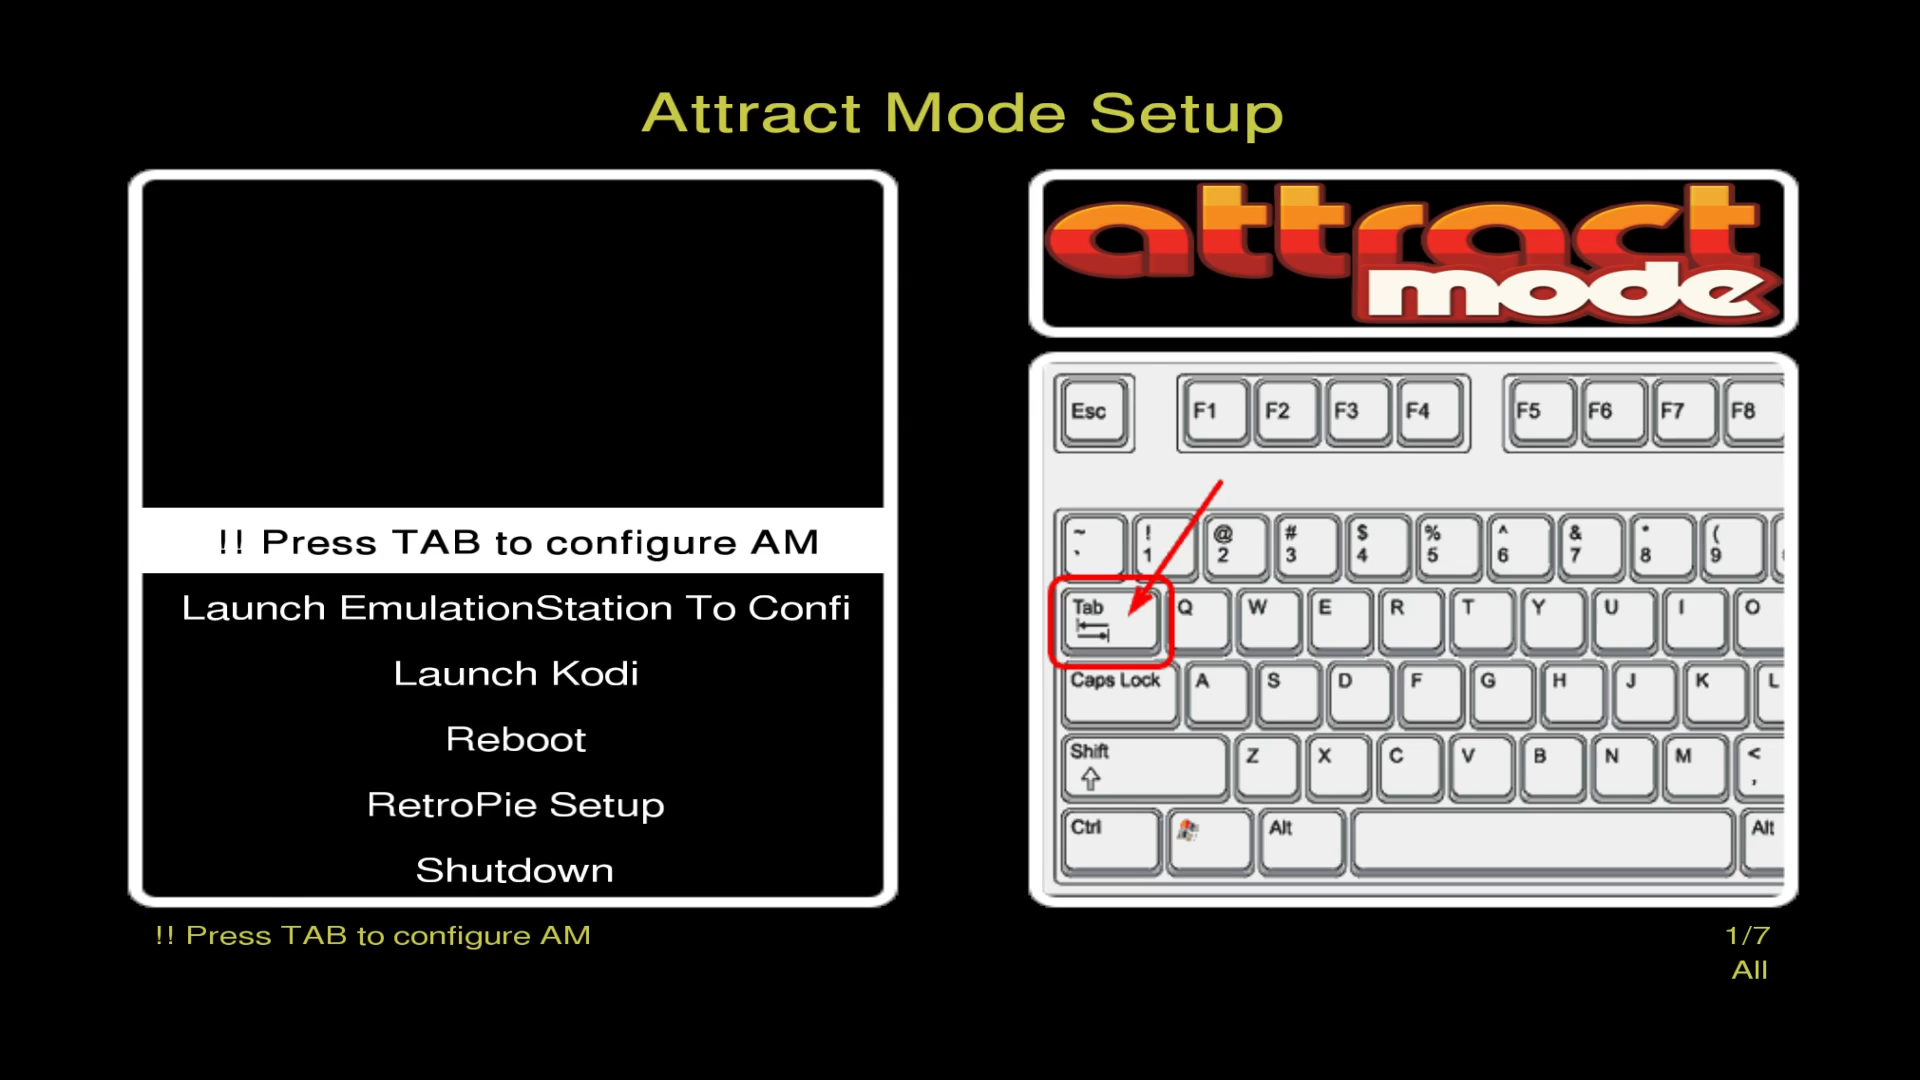 Attract Mode Setup
attract
mode
!! Press TAB to configure AM
Launch EmulationStation To Confi
Launch Kodi
Reboot
RetroPie Setup
Shutdown
Esc F1 F2 F3 F4 F5 F6 F7 F8
~ ! @ # $ % ^ & * (
` 1 2 3 4 5 6 7 8 9
Tab Q W E R T Y U I O
Caps Lock A S D F G H J K L
Shift Z X C V B N M <
,
Ctrl Alt Alt
!! Press TAB to configure AM
1/7
All